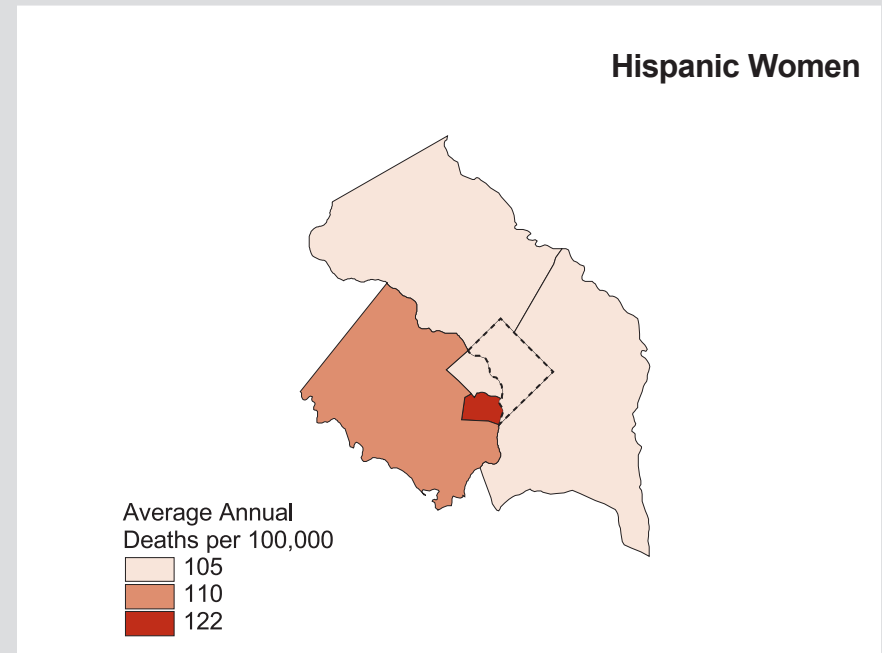 Hispanic Women
Average Annual
Deaths per 100,000
105
110
122